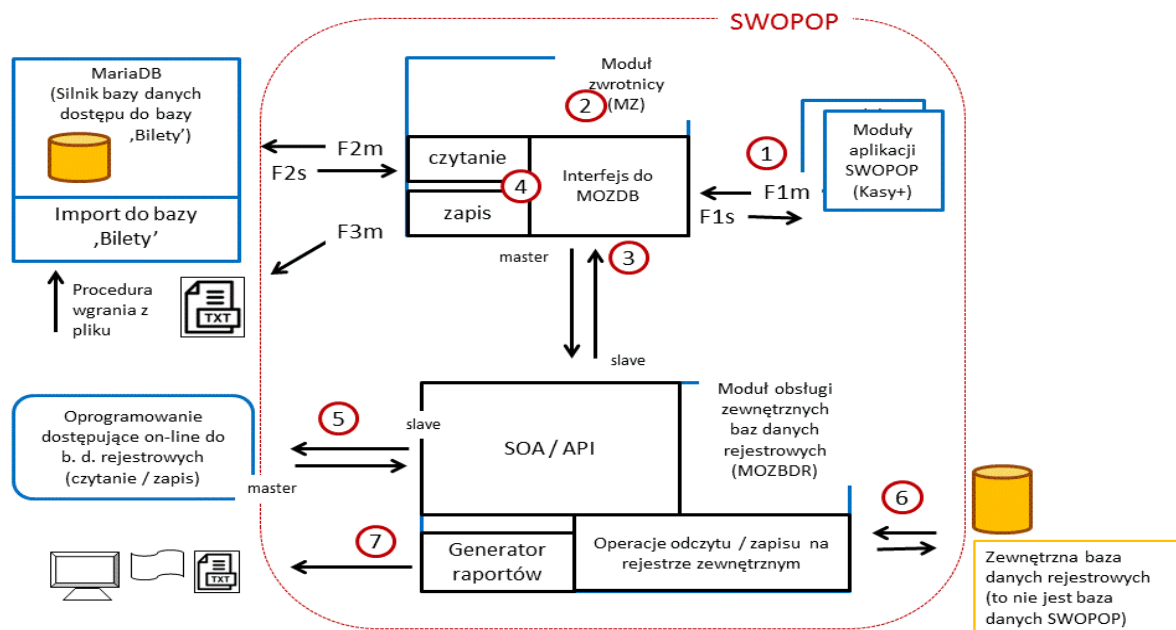 SWOPOP
MariaDB
(Silnik bazy danych
dostępu do bazy
‚Bilety’)
Import do bazy
‚Bilety’
Procedura
wgrania z
pliku
TXT
F2m
F2s
F3m
Moduł
zwrotnicy
(MZ)
2
czytanie
4
zapis
Interfejs do
MOZDB
1
F1m
F1s
Moduły
aplikacji
SWOPOP
(Kasy+)
master
3
slave
Oprogramowanie
dostępujące on-line do
b. d. rejestrowych
(czytanie / zapis)
5
slave
master
SOA / API
Moduł obsługi
zewnętrznych
baz danych
rejestrowych
(MOZBDR)
6
7
TXT
Generator
raportów
Operacje odczytu / zapisu na
rejestrze zewnętrznym
Zewnętrzna baza
danych rejestrowych
(to nie jest baza
danych SWOPOP)